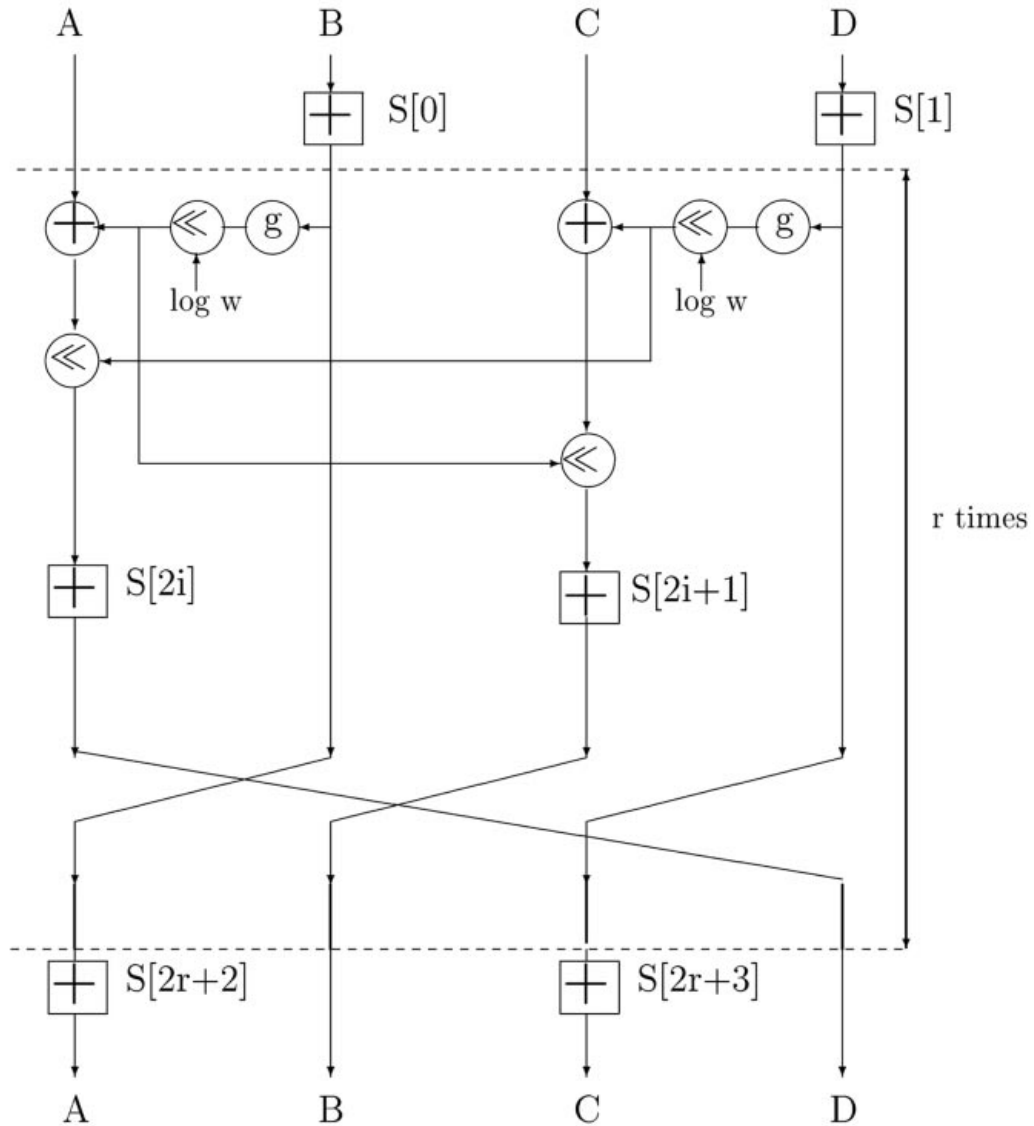 A B C D
S[0] S[1]
g g
log w log w
r times
S[2i] S[2i+1]
S[2r+2] S[2r+3]
A B C D